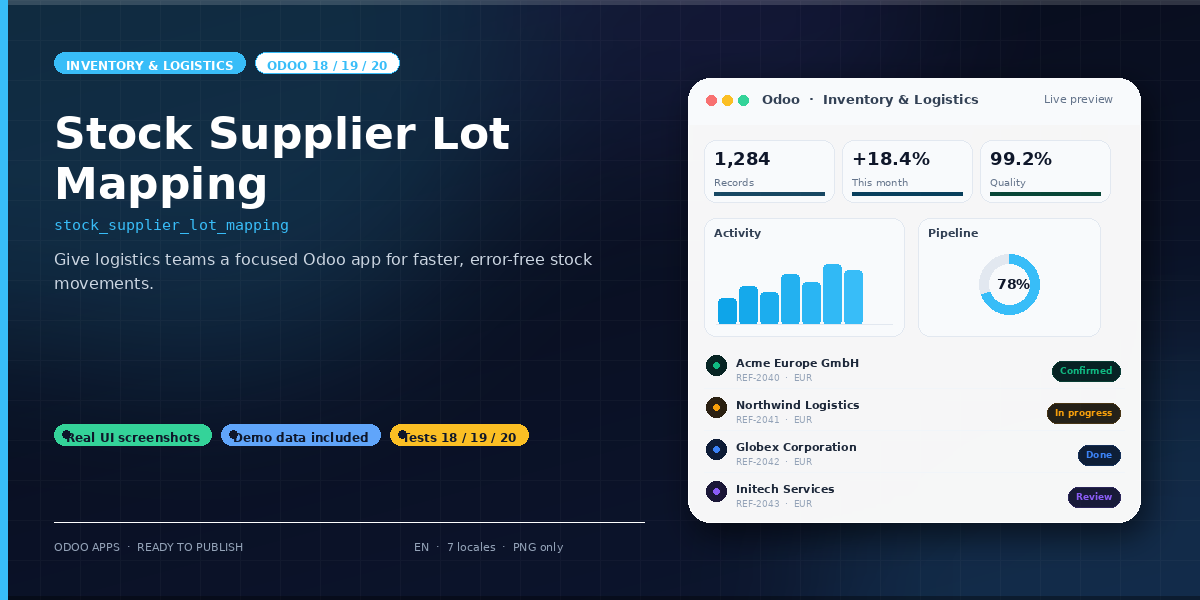 INVENTORY & LOGISTICS
ODOO 18 / 19 / 20
Stock Supplier Lot
Mapping
stock_supplier_lot_mapping
Give logistics teams a focused Odoo app for faster, error-free stock
movements.
Real UI screenshots
Demo data included
Tests 18 / 19 / 20
ODOO APPS · READY TO PUBLISH
EN · 7 locales · PNG only
Odoo · Inventory & Logistics
Live preview
1,284
Records
+18.4%
This month
99.2%
Quality
Activity
Pipeline
78%
Acme Europe GmbH
REF-2040 · EUR
Confirmed
Northwind Logistics
REF-2041 · EUR
In progress
Globex Corporation
REF-2042 · EUR
Done
Initech Services
REF-2043 · EUR
Review